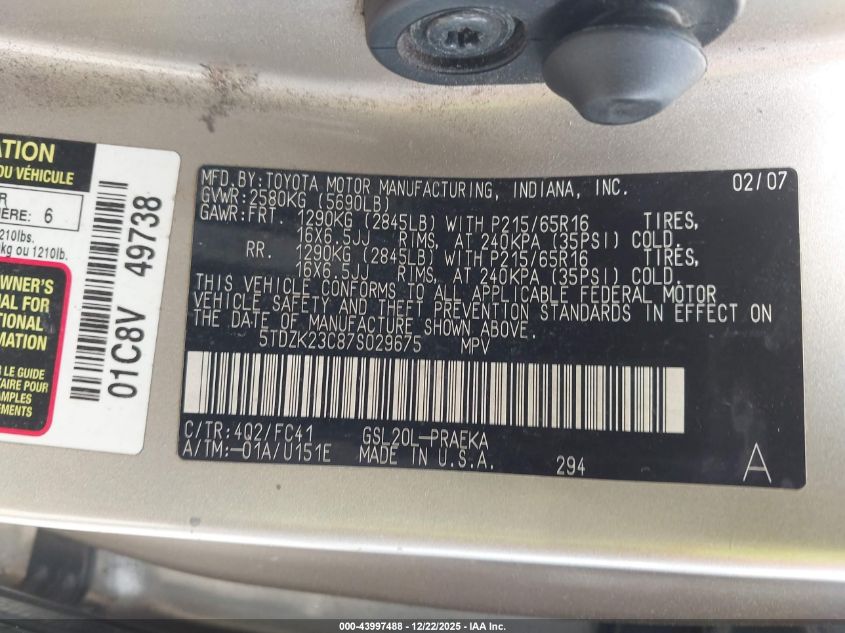 ATION
OU VÉHICULE
R
IÈRE: 6
1210lbs.
kg ou 1210lb.
OWNER'S
AL FOR
TIONAL
MATION
LE GUIDE
TAIRE POUR
AMPLES
EMENTS
01C8V 49738
MFD. BY: TOYOTA MOTOR MANUFACTURING, INDIANA, INC. 02/07
GVWR: 2580KG (5690LB)
GAWR: FRT. 1290KG (2845LB) WITH P215/65R16 TIRES,
16X6.5JJ RIMS, AT 240KPA (35PSI) COLD.
RR. 1290KG (2845LB) WITH P215/65R16 TIRES,
16X6.5JJ RIMS, AT 240KPA (35PSI) COLD.
THIS VEHICLE CONFORMS TO ALL APPLICABLE FEDERAL MOTOR
VEHICLE SAFETY AND THEFT PREVENTION STANDARDS IN EFFECT ON
THE DATE OF MANUFACTURE SHOWN ABOVE.
5TDZK23C87S029675 MPV
C/TR: 4Q2/FC41 GSL20L-PRAEKA
A/TM:-01A/U151E MADE IN U.S.A. 294 A
000-43997488 - 12/22/2025 - IAA Inc.